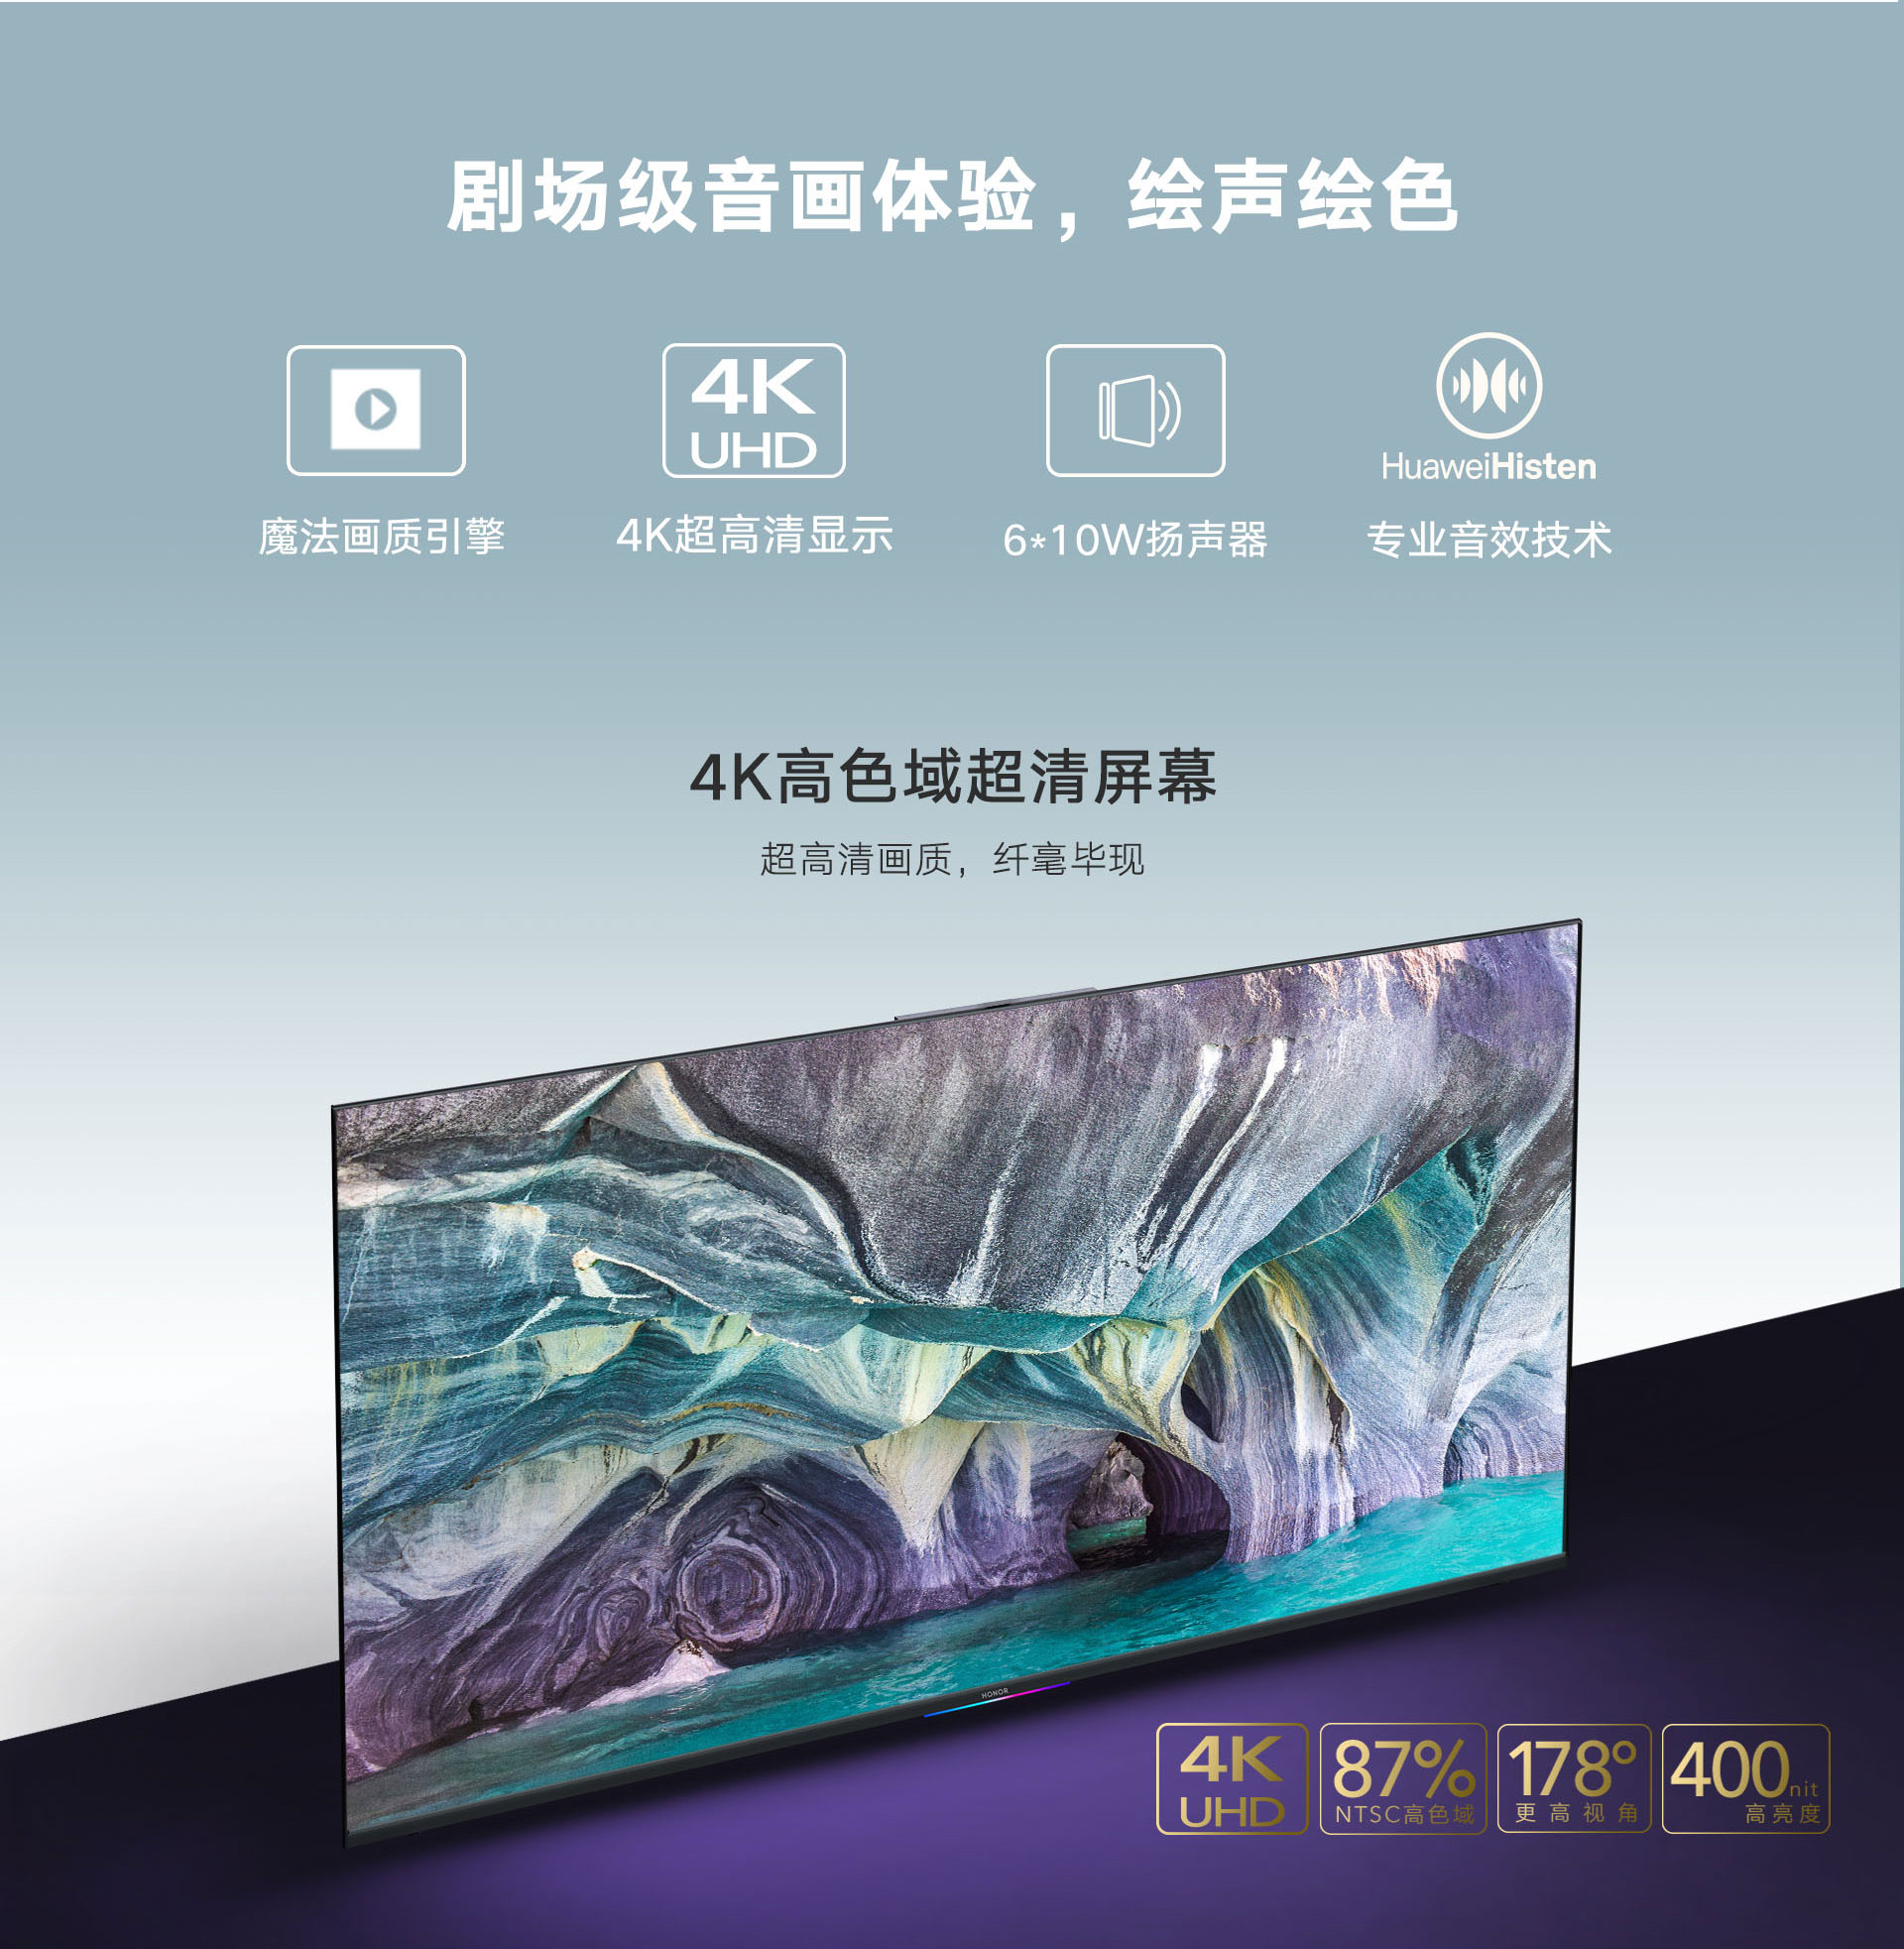 剧场级音画体验，绘声绘色
4K
UHD
HuaweiHisten
魔法画质引擎
4K超高清显示
6*10W扬声器
专业音效技术
4K高色域超清屏幕
超高清画质，纤毫毕现
HONOR
4K
UHD
87%
NTSC高色域
178°
更高视角
400nit
高亮度